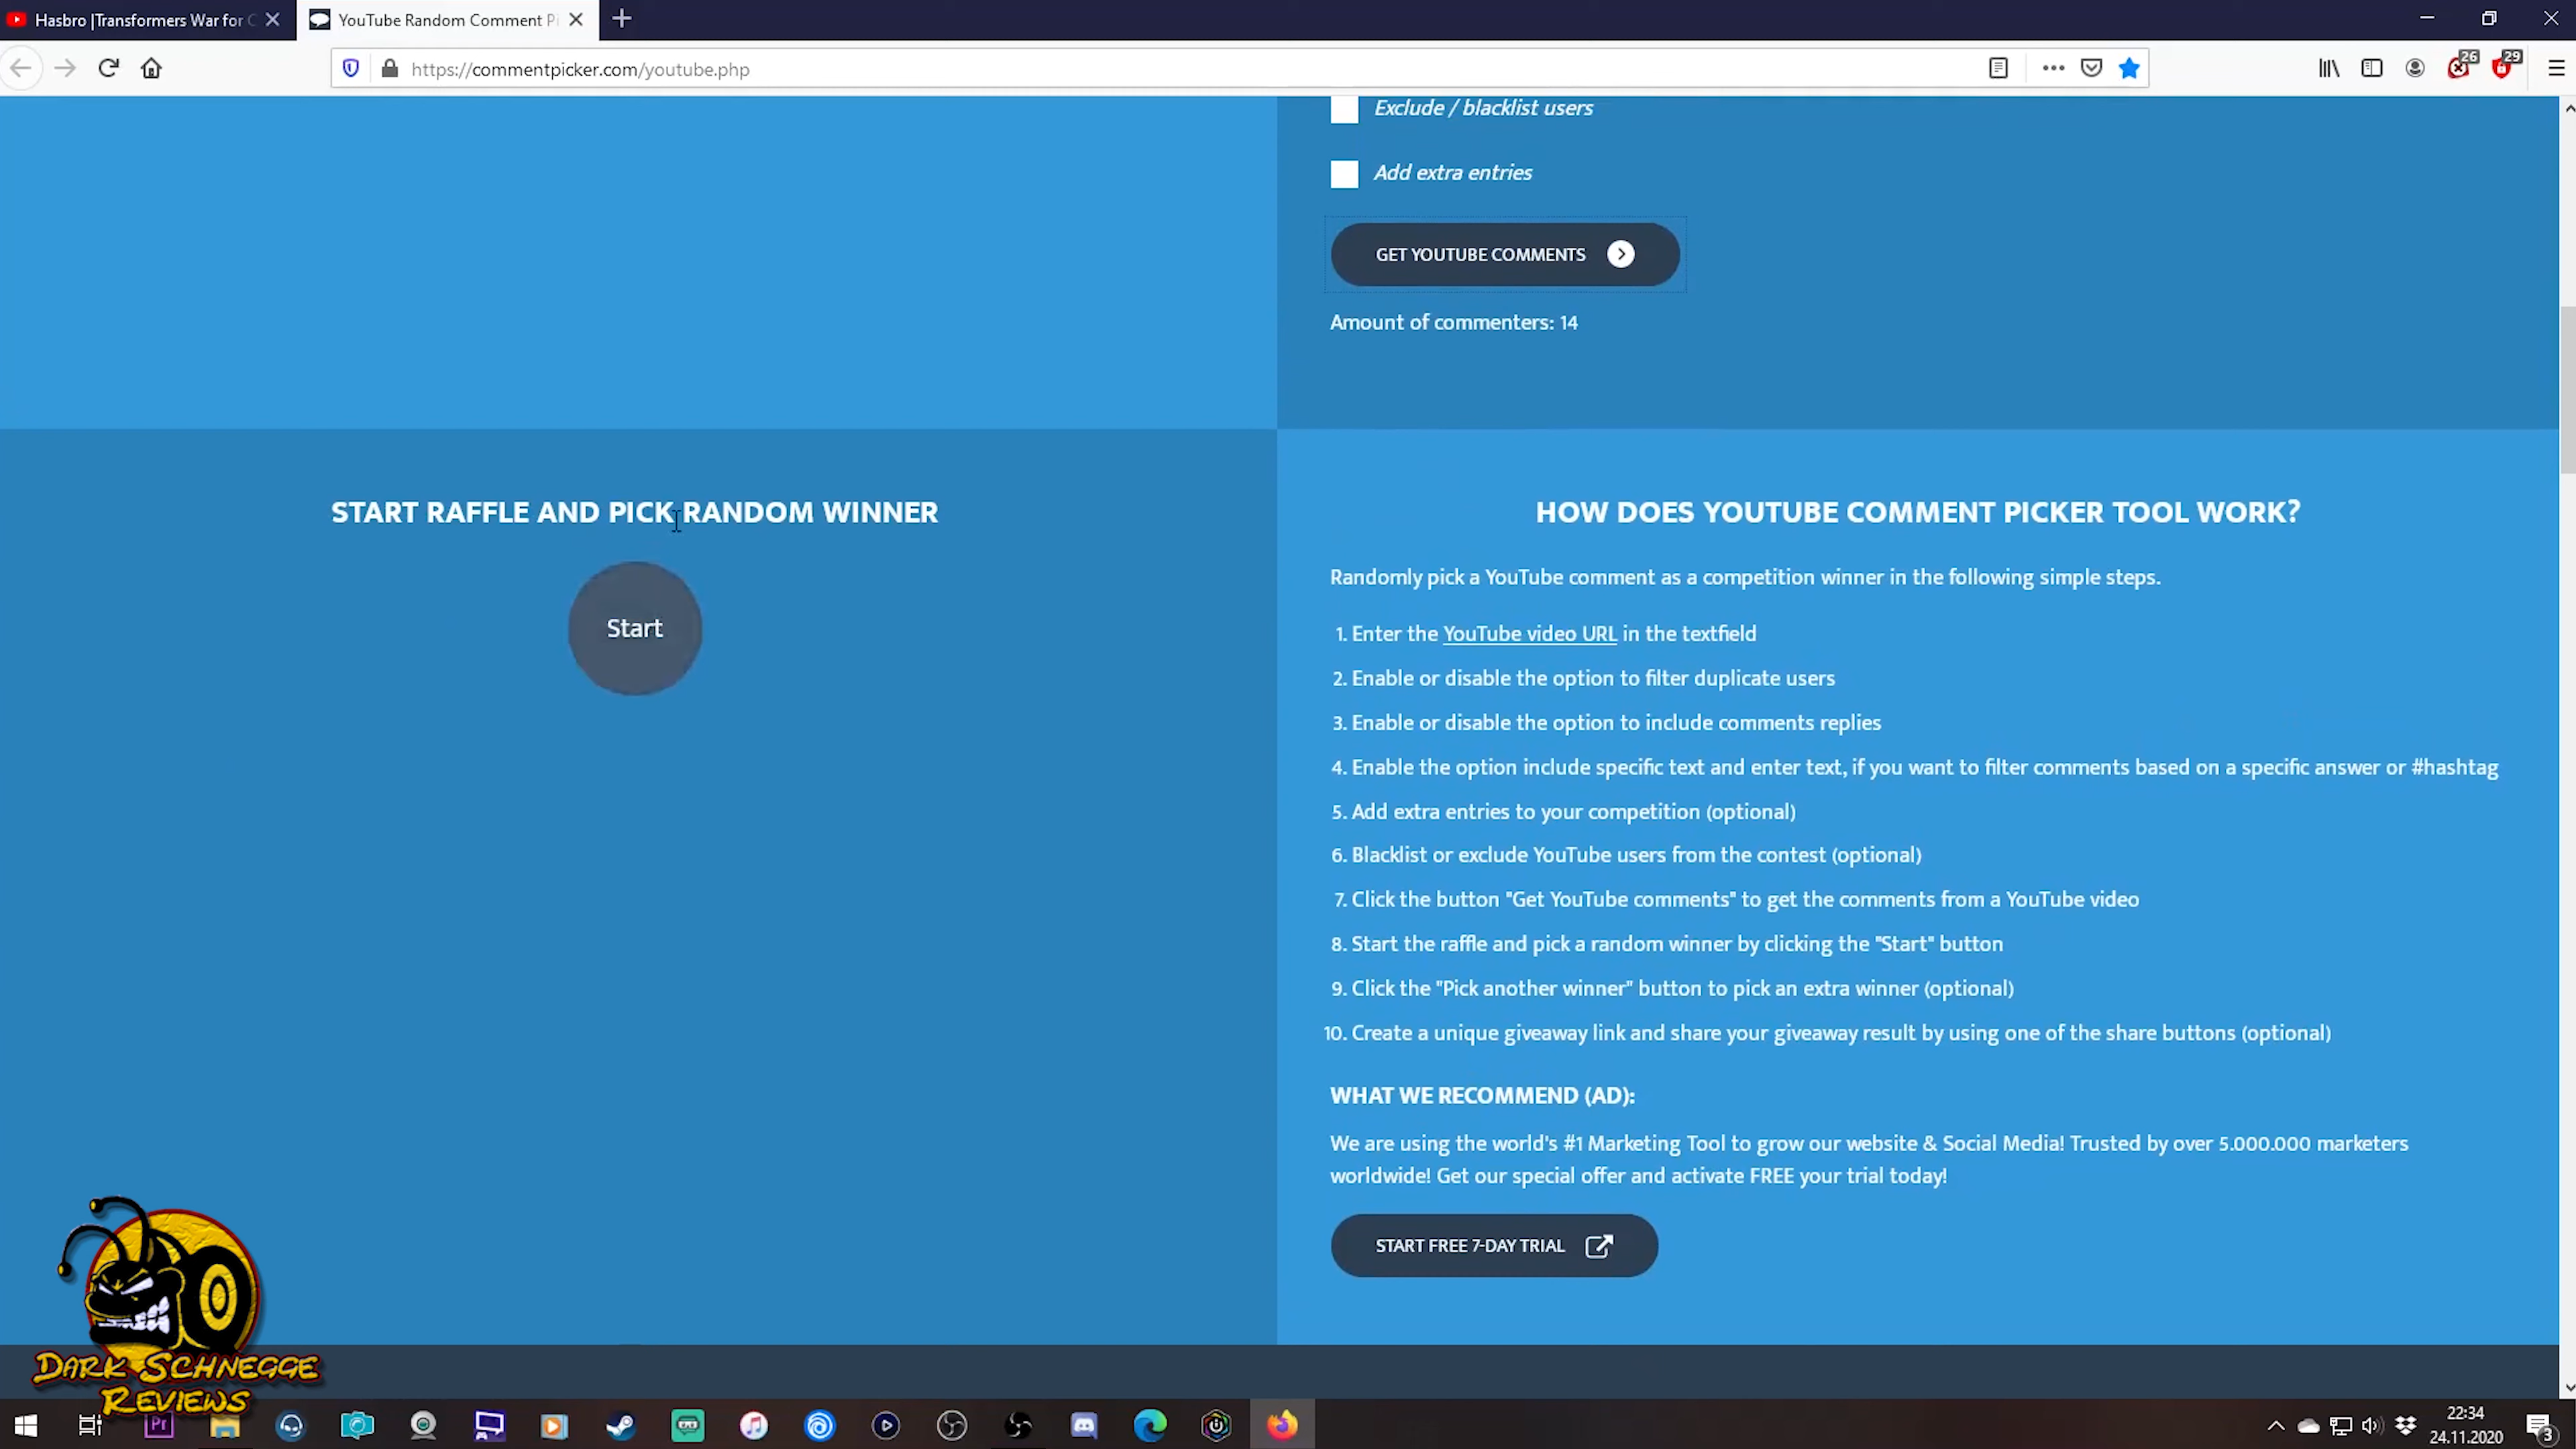 Hasbro |Transformers War for C
YouTube Random Comment Pi
https://commentpicker.com/youtube.php
26
29
Exclude / blacklist users
Add extra entries
GET YOUTUBE COMMENTS
Amount of commenters: 14
START RAFFLE AND PICK RANDOM WINNER
Start
HOW DOES YOUTUBE COMMENT PICKER TOOL WORK?
Randomly pick a YouTube comment as a competition winner in the following simple steps.
1. Enter the YouTube video URL in the textfield
2. Enable or disable the option to filter duplicate users
3. Enable or disable the option to include comments replies
4. Enable the option include specific text and enter text, if you want to filter comments based on a specific answer or #hashtag
5. Add extra entries to your competition (optional)
6. Blacklist or exclude YouTube users from the contest (optional)
7. Click the button "Get YouTube comments" to get the comments from a YouTube video
8. Start the raffle and pick a random winner by clicking the "Start" button
9. Click the "Pick another winner" button to pick an extra winner (optional)
10. Create a unique giveaway link and share your giveaway result by using one of the share buttons (optional)
WHAT WE RECOMMEND (AD):
We are using the world's #1 Marketing Tool to grow our website & Social Media! Trusted by over 5.000.000 marketers
worldwide! Get our special offer and activate FREE your trial today!
START FREE 7-DAY TRIAL
DARK SCHNEGGE
REVIEWS
Pr
22:34
24.11.2020
3